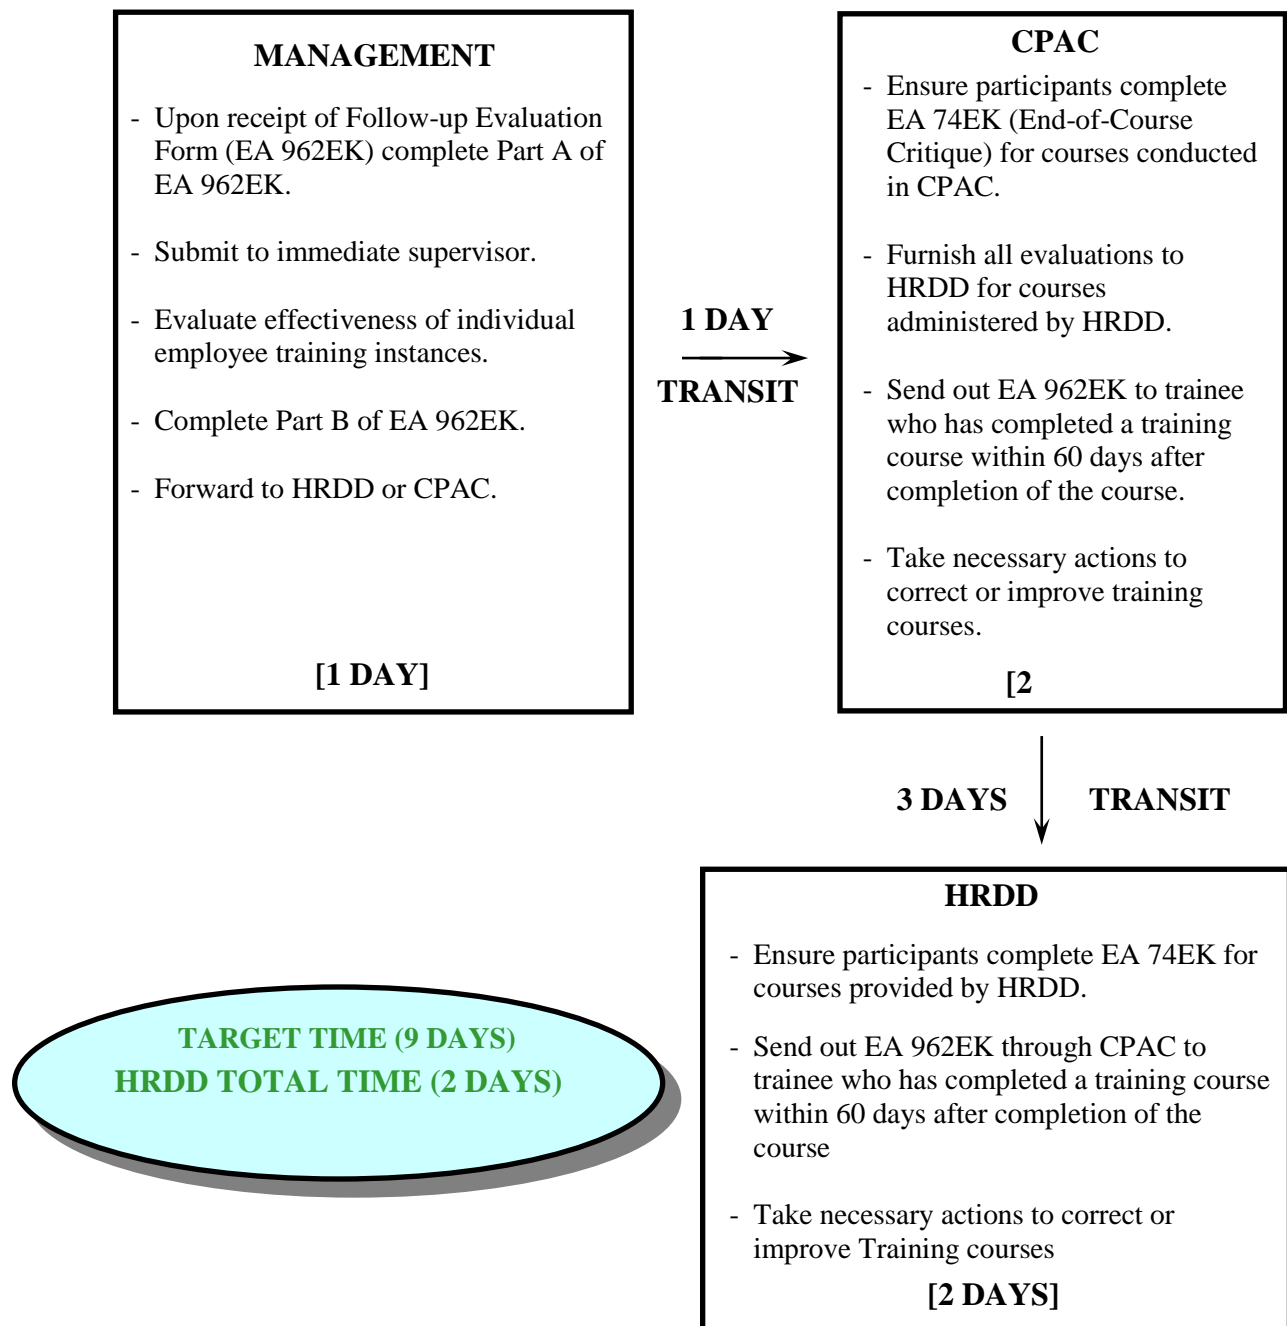 MANAGEMENT
- Upon receipt of Follow-up Evaluation
Form (EA 962EK) complete Part A of
EA 962EK.
- Submit to immediate supervisor.
- Evaluate effectiveness of individual
employee training instances.
- Complete Part B of EA 962EK.
- Forward to HRDD or CPAC.
[1 DAY]
1 DAY
TRANSIT
CPAC
- Ensure participants complete
EA 74EK (End-of-Course
Critique) for courses conducted
in CPAC.
- Furnish all evaluations to
HRDD for courses
administered by HRDD.
- Send out EA 962EK to trainee
who has completed a training
course within 60 days after
completion of the course.
- Take necessary actions to
correct or improve training
courses.
[2
3 DAYS TRANSIT
HRDD
- Ensure participants complete EA 74EK for
courses provided by HRDD.
- Send out EA 962EK through CPAC to
trainee who has completed a training course
within 60 days after completion of the
course
- Take necessary actions to correct or
improve Training courses
[2 DAYS]
TARGET TIME (9 DAYS)
HRDD TOTAL TIME (2 DAYS)